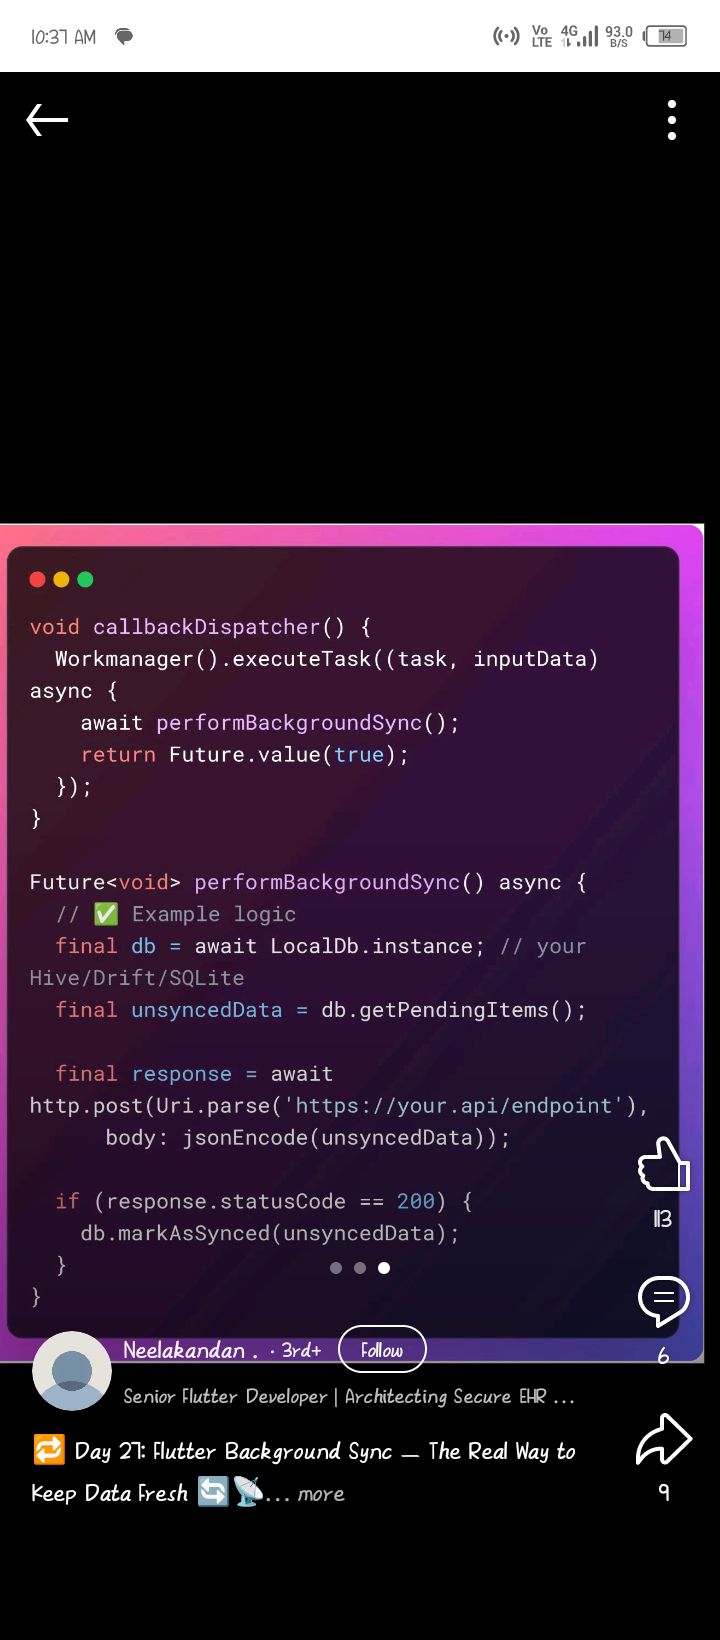 10:37 AM
Vo LTE 4G 93.0 B/S 74
void callbackDispatcher() {
  Workmanager().executeTask((task, inputData)
async {
    await performBackgroundSync();
    return Future.value(true);
  });
}
Future<void> performBackgroundSync() async {
  // ✅ Example logic
  final db = await LocalDb.instance; // your
Hive/Drift/SQLite
  final unsyncedData = db.getPendingItems();
  final response = await
http.post(Uri.parse('https://your.api/endpoint'),
      body: jsonEncode(unsyncedData));
  if (response.statusCode == 200) {
    db.markAsSynced(unsyncedData);
  }
}
113
6
9
Neelakandan . · 3rd+ Follow
Senior Flutter Developer | Architecting Secure EHR ...
🔁 Day 27: Flutter Background Sync — The Real Way to
Keep Data Fresh 🔄📡... more